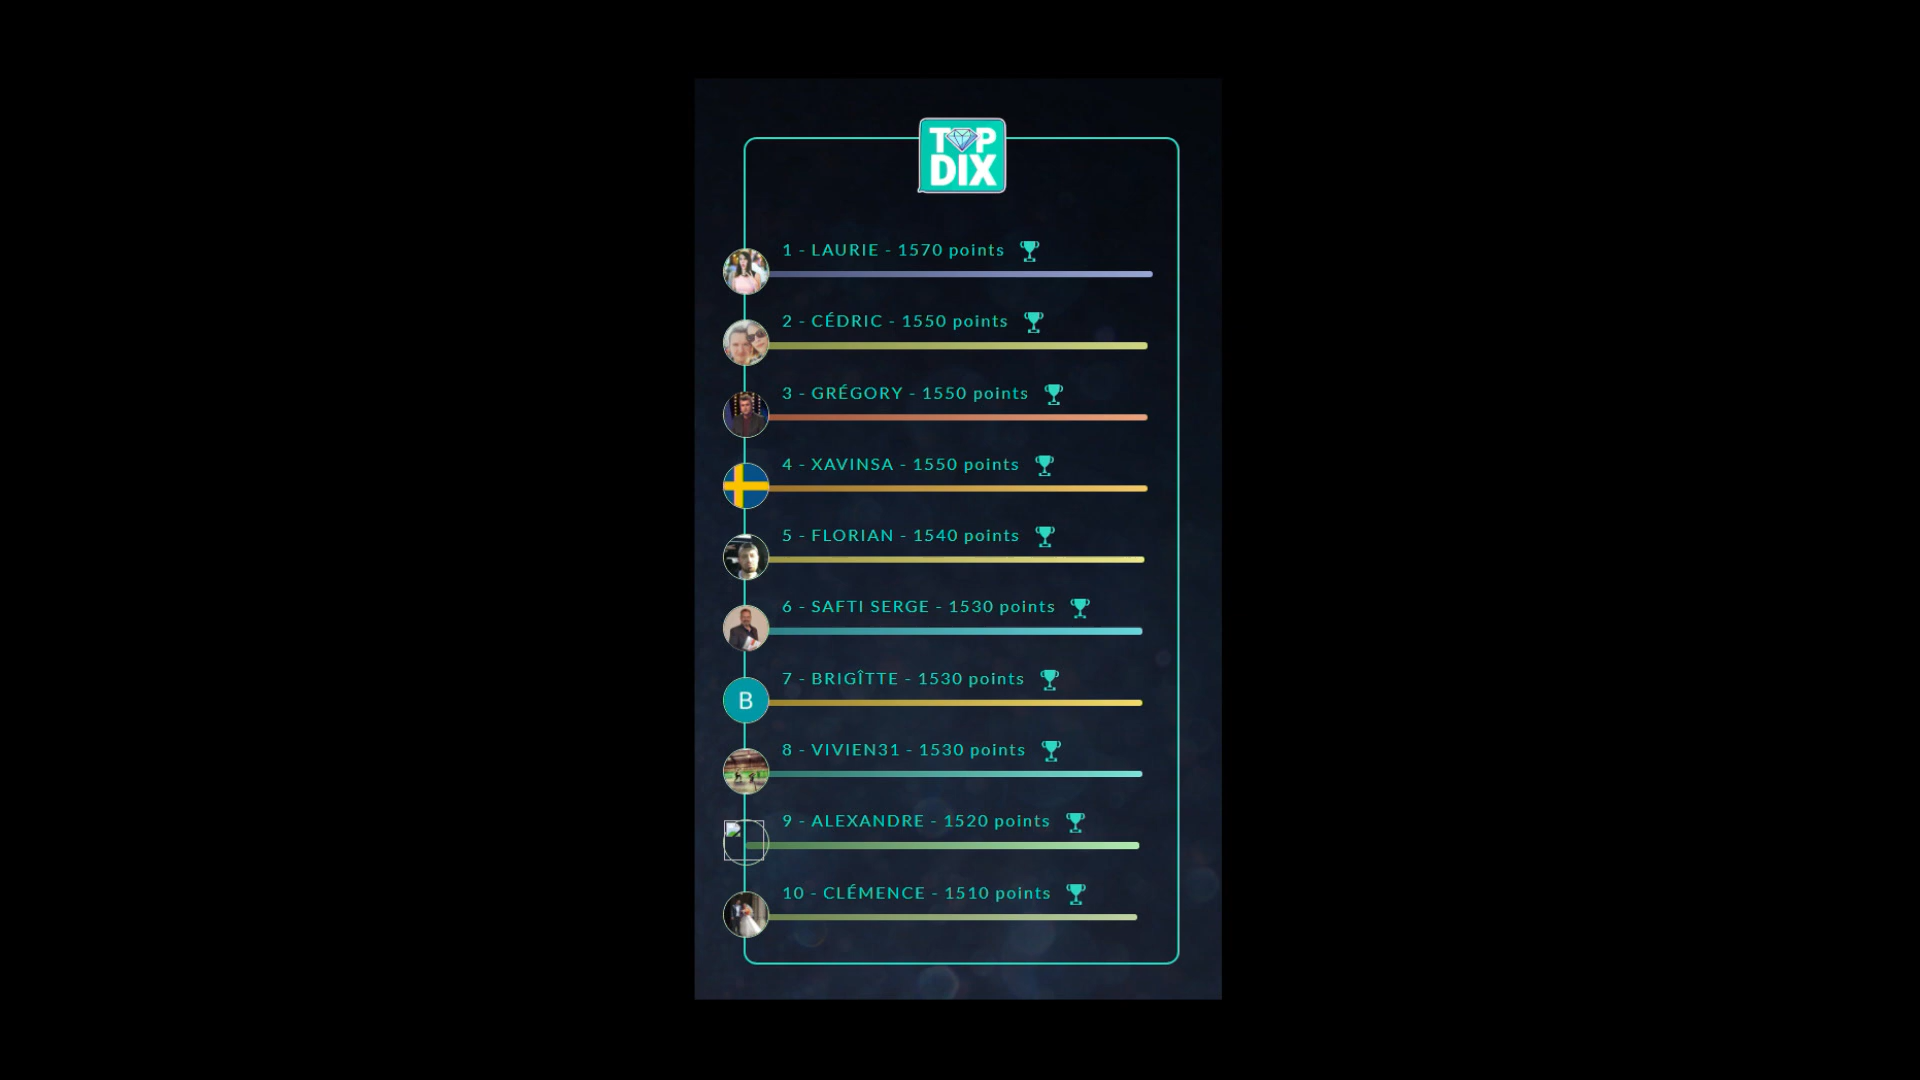 TOP
DIX
1 - LAURIE - 1570 points
2 - CÉDRIC - 1550 points
3 - GRÉGORY - 1550 points
4 - XAVINSA - 1550 points
5 - FLORIAN - 1540 points
6 - SAFTI SERGE - 1530 points
7 - BRIGÎTTE - 1530 points
B
8 - VIVIEN31 - 1530 points
9 - ALEXANDRE - 1520 points
10 - CLÉMENCE - 1510 points